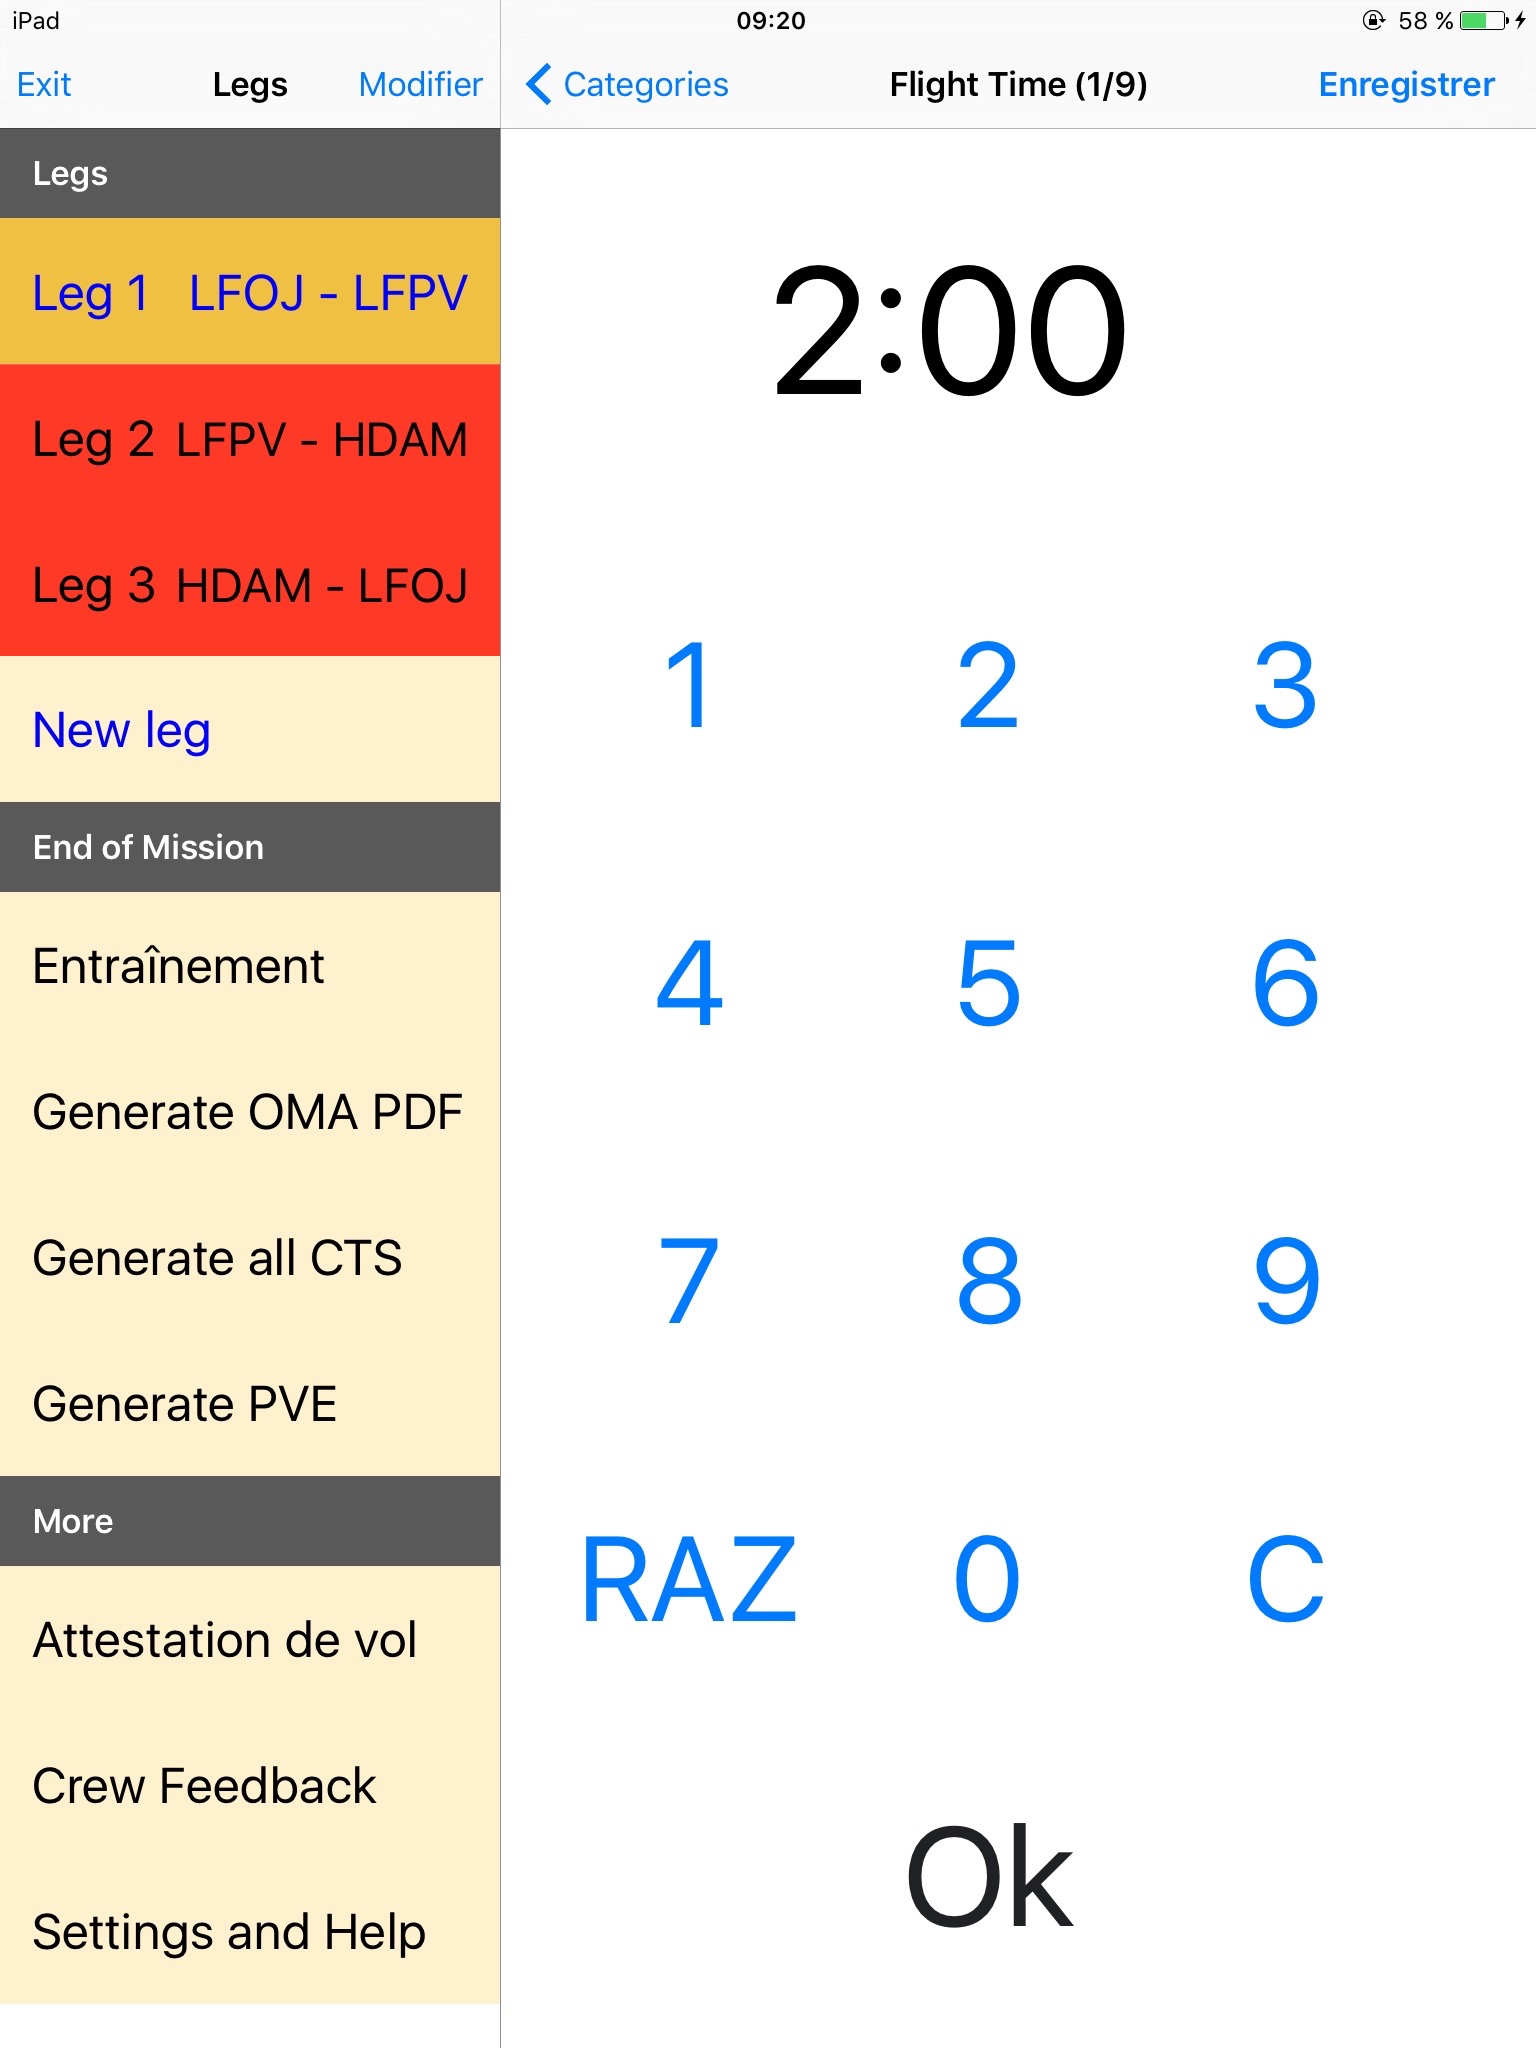 iPad 09:20 58 %
Exit Legs Modifier
Categories Flight Time (1/9) Enregistrer
Legs
Leg 1 LFOJ - LFPV
Leg 2 LFPV - HDAM
Leg 3 HDAM - LFOJ
New leg
End of Mission
Entraînement
Generate OMA PDF
Generate all CTS
Generate PVE
More
Attestation de vol
Crew Feedback
Settings and Help
2:00
1 2 3
4 5 6
7 8 9
RAZ 0 C
Ok